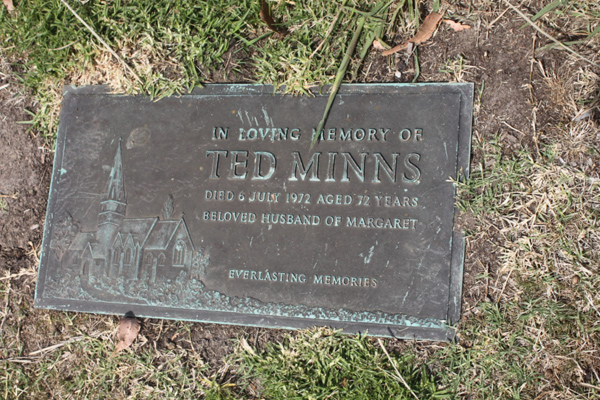 IN LOVING MEMORY OF
TED MINNS
DIED 6 JULY 1972 AGED 72 YEARS
BELOVED HUSBAND OF MARGARET
EVERLASTING MEMORIES